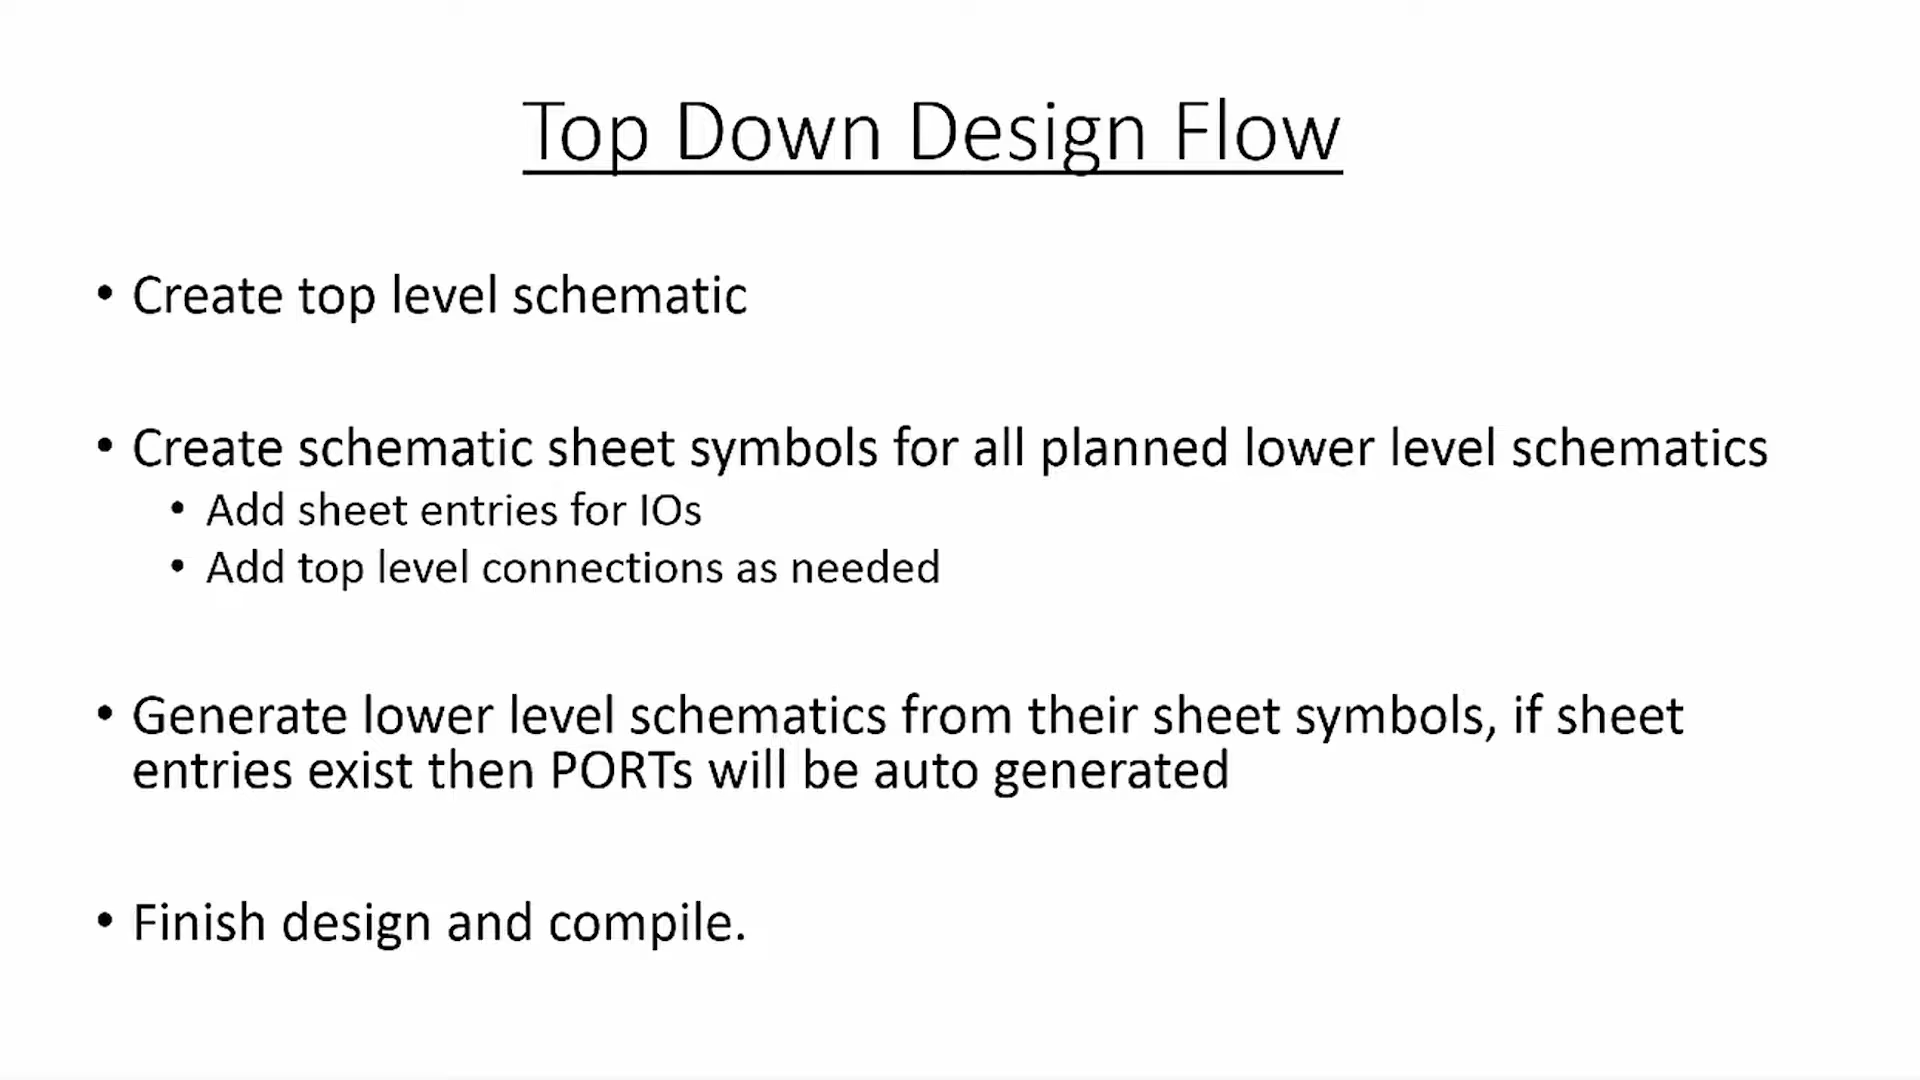 Top Down Design Flow
• Create top level schematic
• Create schematic sheet symbols for all planned lower level schematics
• Add sheet entries for IOs
• Add top level connections as needed
• Generate lower level schematics from their sheet symbols, if sheet
entries exist then PORTs will be auto generated
• Finish design and compile.